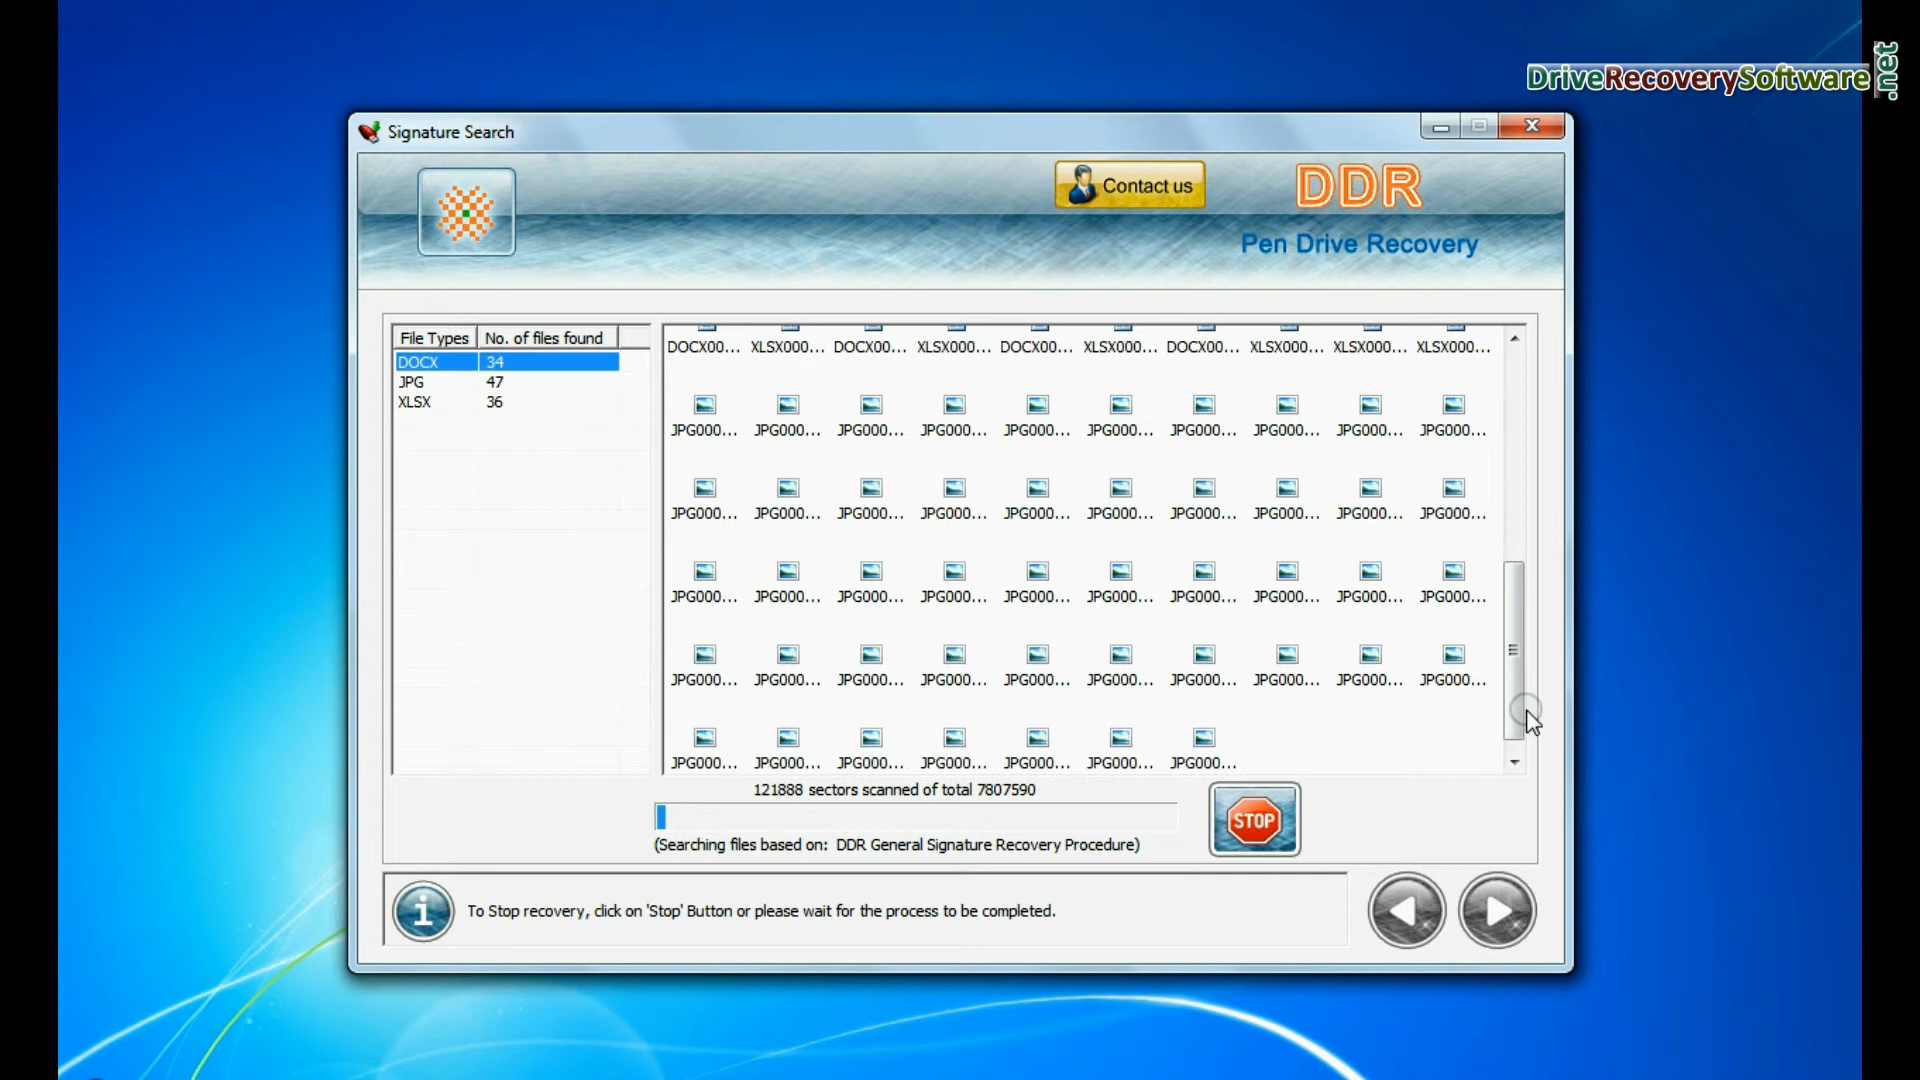 DriveRecoverySoftware.net
Signature Search
Contact us
DDR
Pen Drive Recovery
File Types No. of files found
DOCX 34
JPG 47
XLSX 36
DOCX00... XLSX000... DOCX00... XLSX000... DOCX00... XLSX000... DOCX00... XLSX000... XLSX000... XLSX000...
JPG000... JPG000... JPG000... JPG000... JPG000... JPG000... JPG000... JPG000... JPG000... JPG000...
JPG000... JPG000... JPG000... JPG000... JPG000... JPG000... JPG000... JPG000... JPG000... JPG000...
JPG000... JPG000... JPG000... JPG000... JPG000... JPG000... JPG000... JPG000... JPG000... JPG000...
JPG000... JPG000... JPG000... JPG000... JPG000... JPG000... JPG000... JPG000... JPG000... JPG000...
JPG000... JPG000... JPG000... JPG000... JPG000... JPG000... JPG000...
121888 sectors scanned of total 7807590
STOP
(Searching files based on: DDR General Signature Recovery Procedure)
To Stop recovery, click on 'Stop' Button or please wait for the process to be completed.